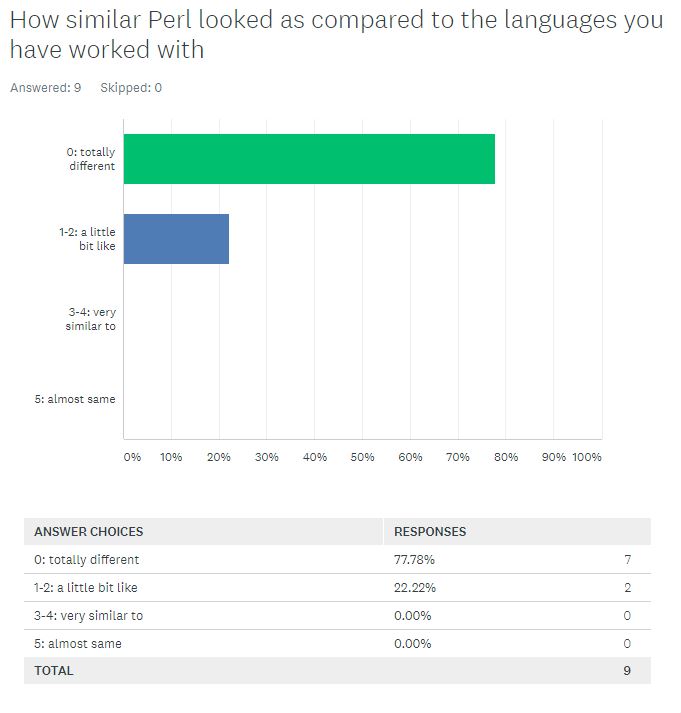 How similar Perl looked as compared to the languages you
have worked with
Answered: 9 Skipped: 0
0: totally
different
1-2: a little
bit like
3-4: very
similar to
5: almost same
0% 10% 20% 30% 40% 50% 60% 70% 80% 90% 100%
ANSWER CHOICES RESPONSES
0: totally different 77.78% 7
1-2: a little bit like 22.22% 2
3-4: very similar to 0.00% 0
5: almost same 0.00% 0
TOTAL 9